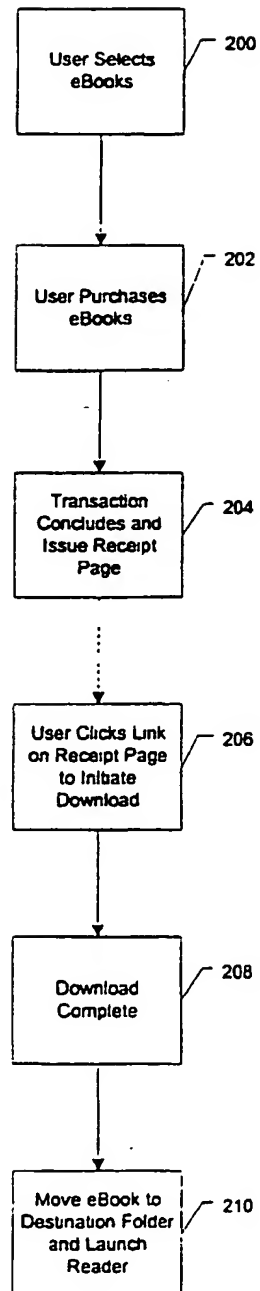 User Selects
eBooks
200
User Purchases
eBooks
202
Transaction
Concludes and
Issue Receipt
Page
204
User Clicks Link
on Receipt Page
to Initiate
Download
206
Download
Complete
208
Move eBook to
Destination Folder
and Launch
Reader
210